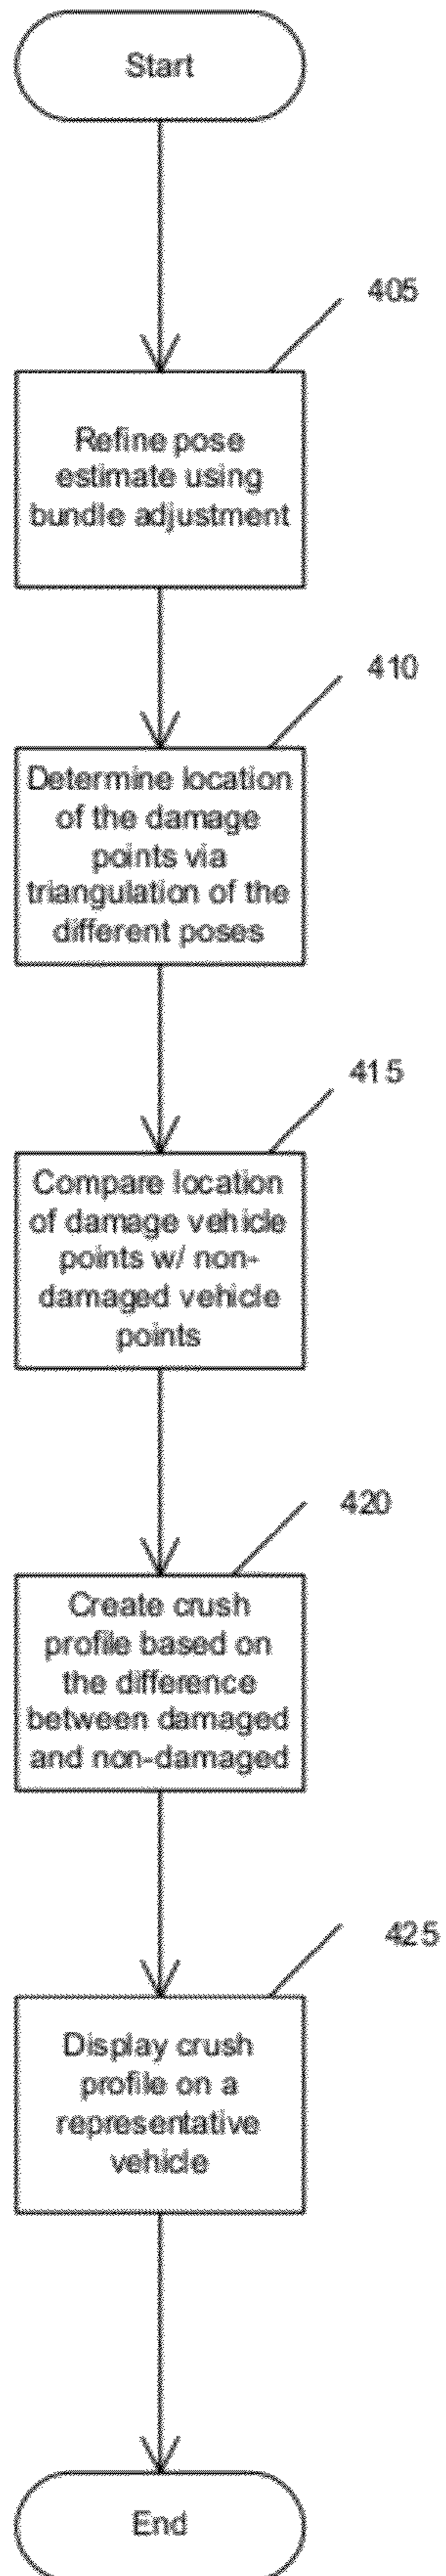 Start
405
Refine pose
estimate using
bundle adjustment
410
Determine location
of the damage
points via
triangulation of the
different poses
415
Compare location
of damage vehicle
points w/ non-
damaged vehicle
points
420
Create crush
profile based on
the difference
between damaged
and non-damaged
425
Display crush
profile on a
representative
vehicle
End